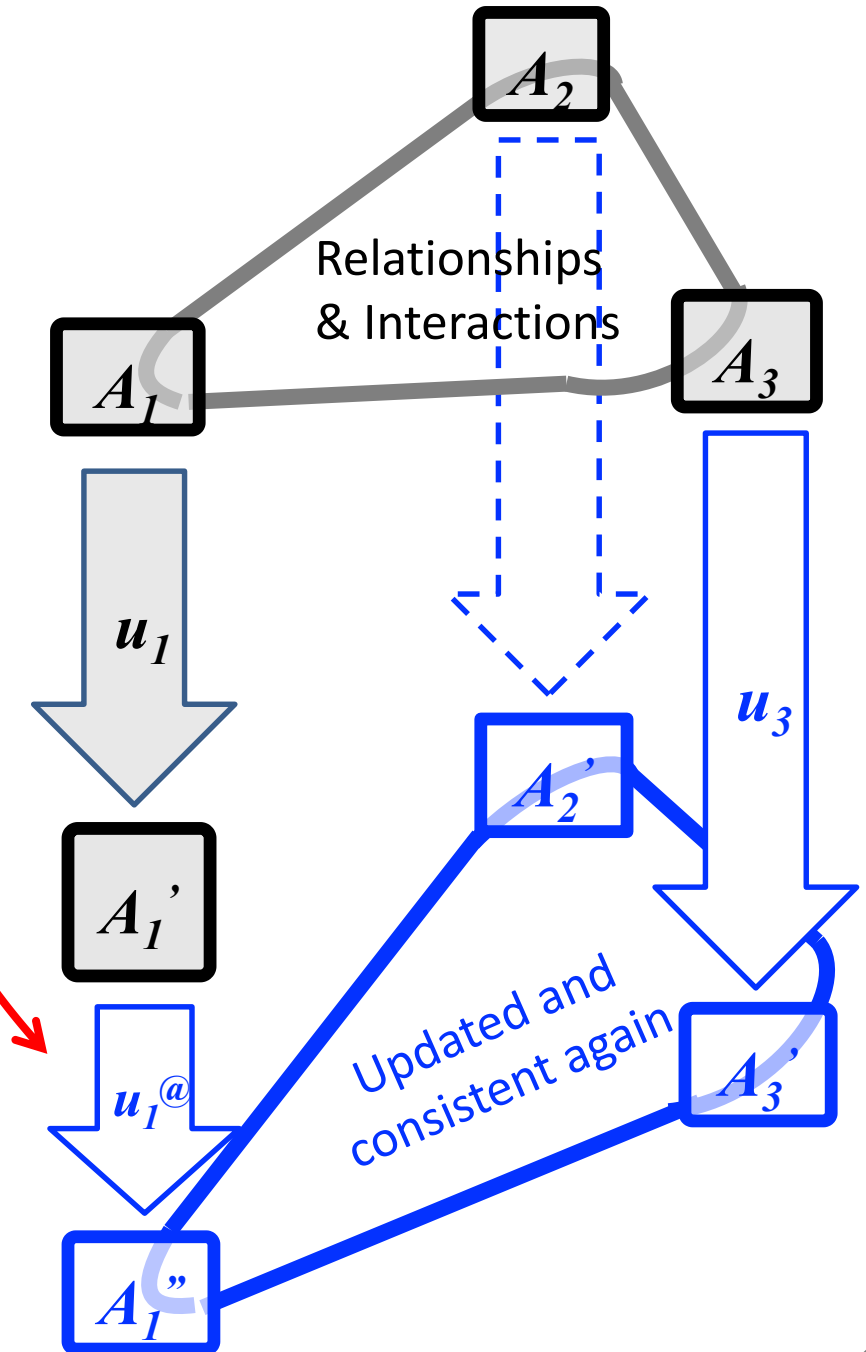 A₂
Relationships
& Interactions
A₁
A₃
u₁
u₃
A₂’
A₁’
Updated and
consistent again
A₃’
u₁@
A₁”